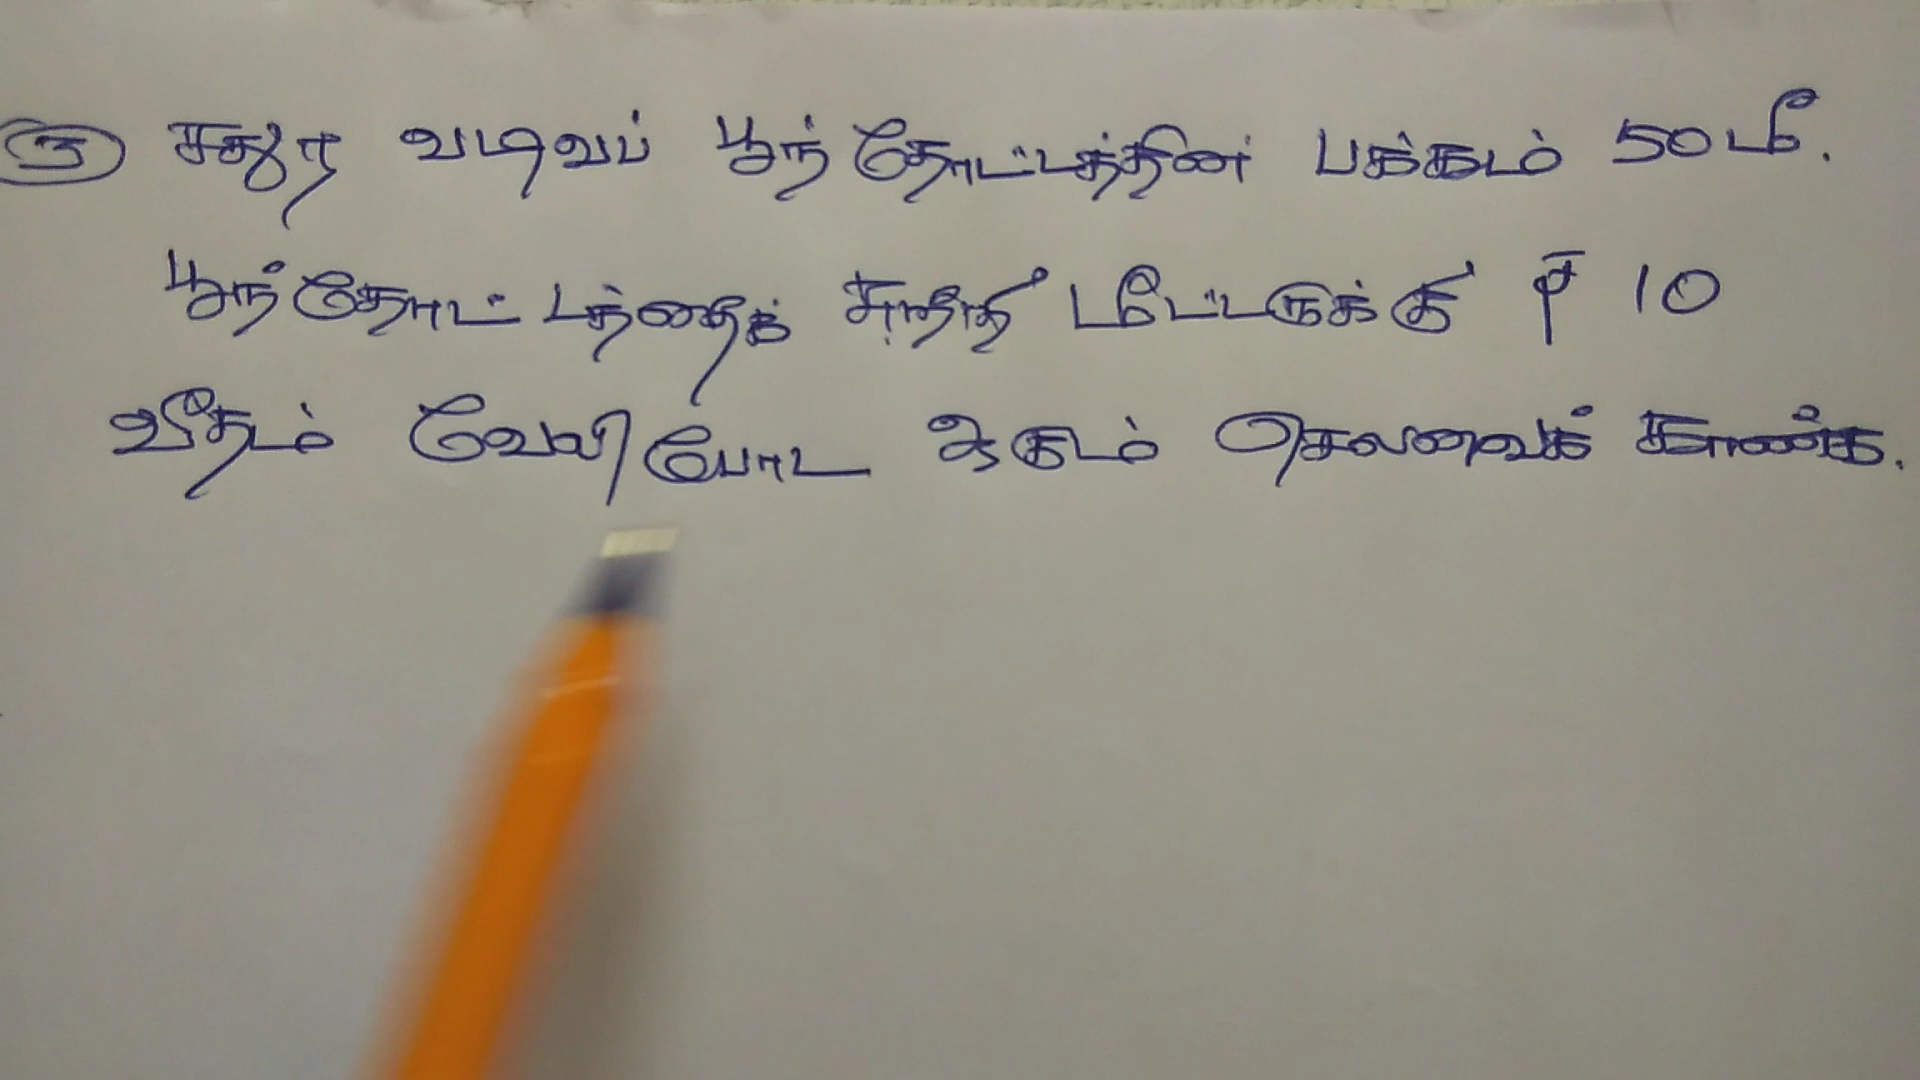 ③ சதுர வடிவப் பூந்தோட்டத்தின் பக்கம் 50மீ.
பூந்தோட்டத்தைச் சுற்றி மீட்டருக்கு ₹ 10
வீதம் வேலி போட ஆகும் செலவைக் காண்க.